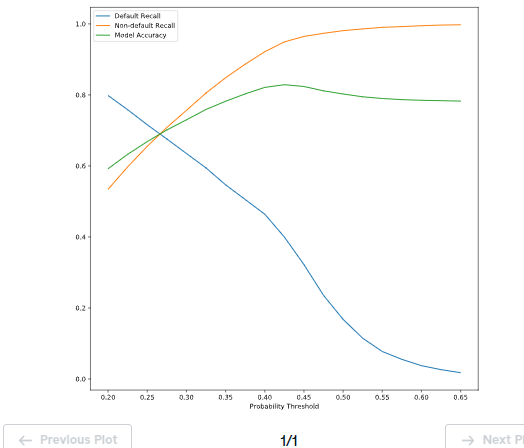 Default Recall
Non-default Recall
Model Accuracy
1.0
0.8
0.6
0.4
0.2
0.0
0.20 0.25 0.30 0.35 0.40 0.45 0.50 0.55 0.60 0.65
Probability Threshold
← Previous Plot 1/1 → Next Pl